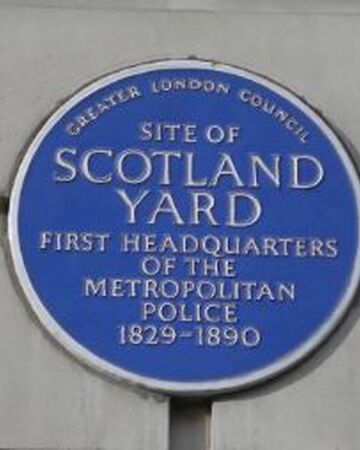 GREATER LONDON COUNCIL
SITE OF
SCOTLAND
YARD
FIRST HEADQUARTERS
OF THE
METROPOLITAN
POLICE
1829-1890